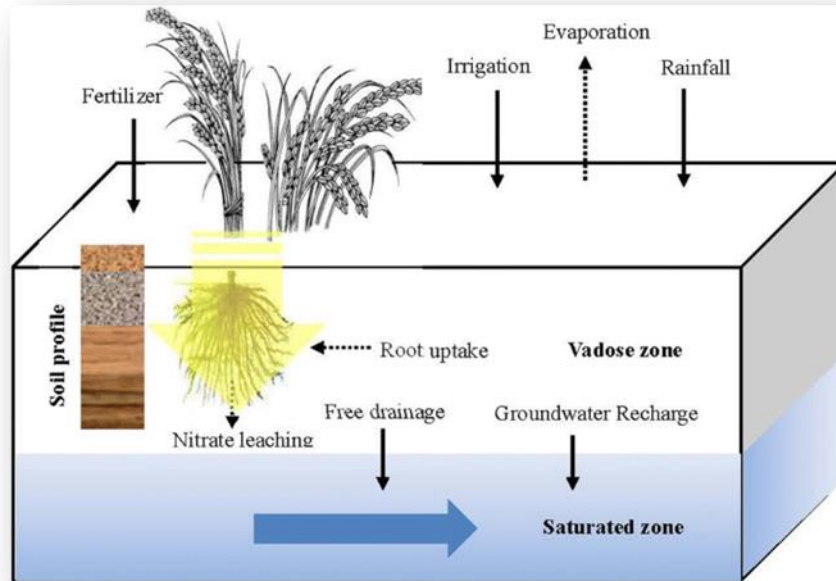 Evaporation
Irrigation
Rainfall
Fertilizer
Soil profile
Root uptake
Vadose zone
Free drainage
Groundwater Recharge
Nitrate leaching
Saturated zone